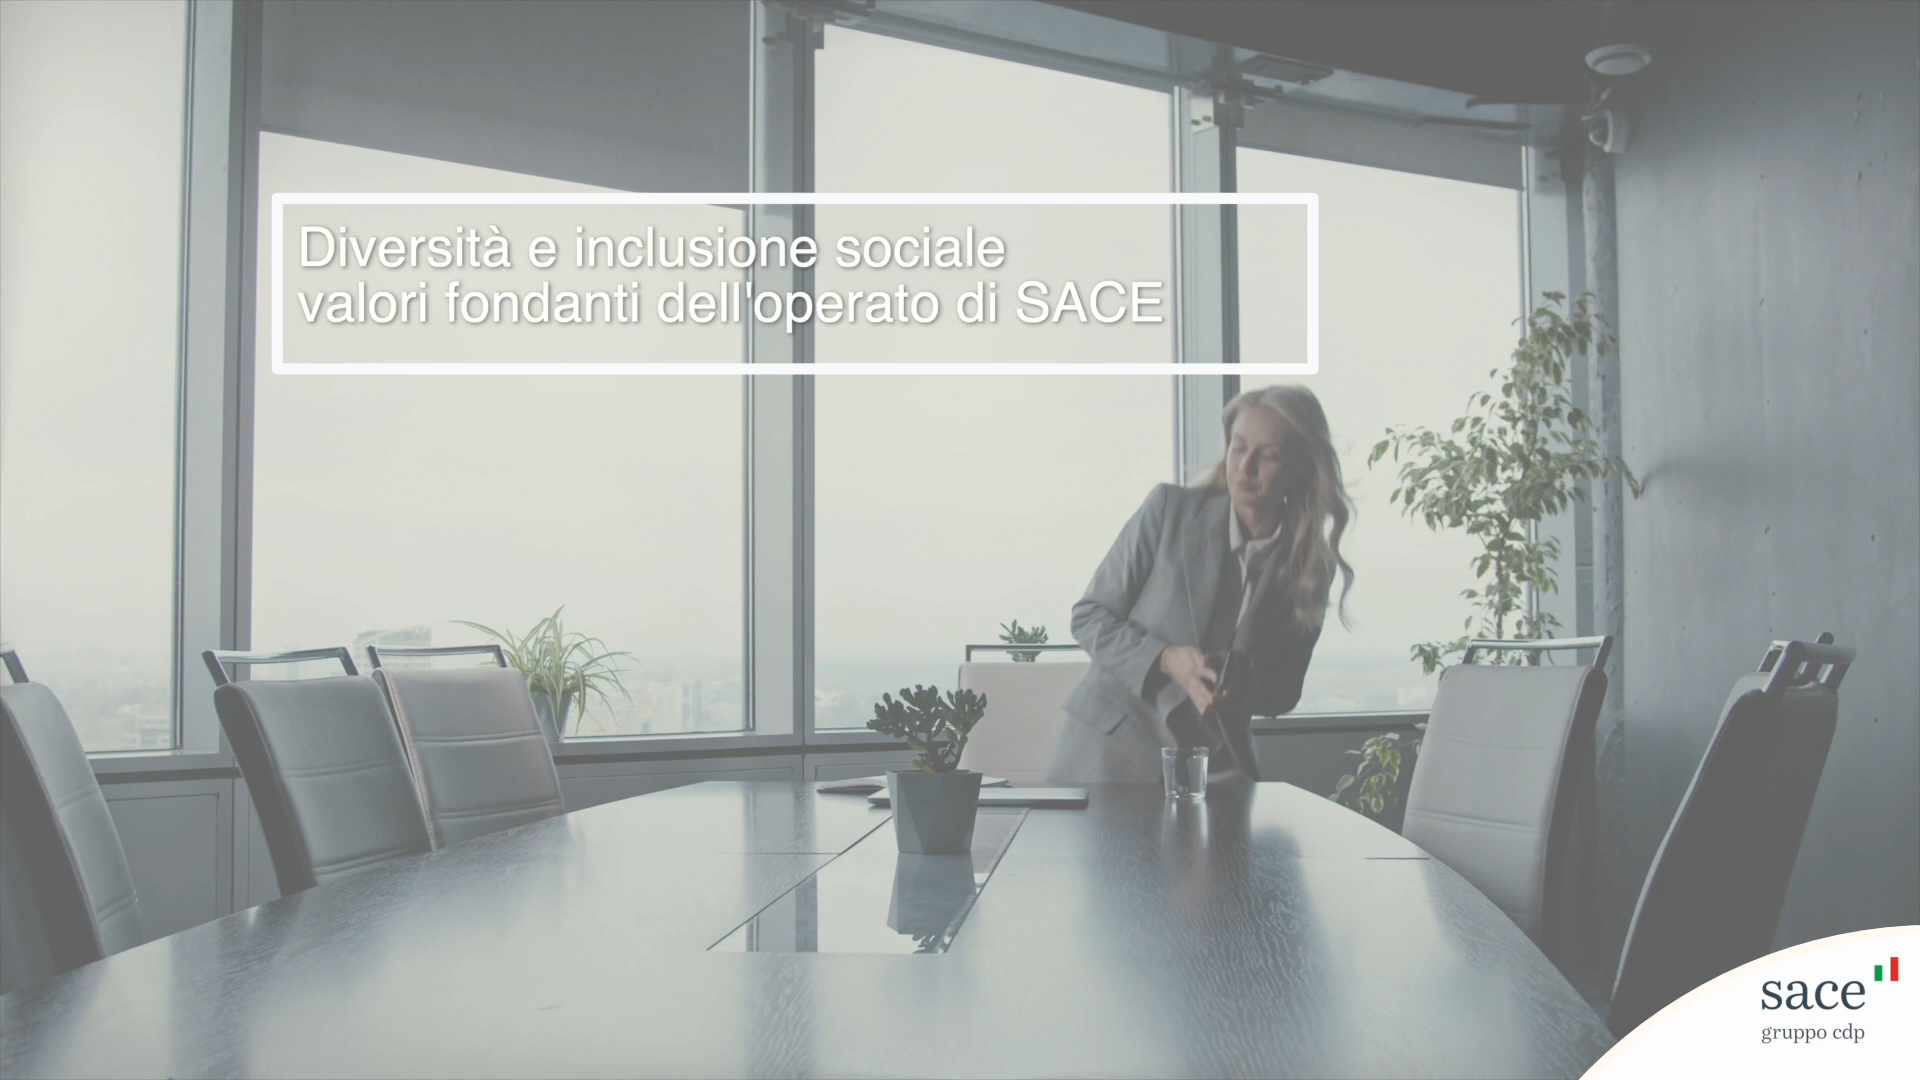 Diversità e inclusione sociale
valori fondanti dell'operato di SACE
sace
gruppo cdp